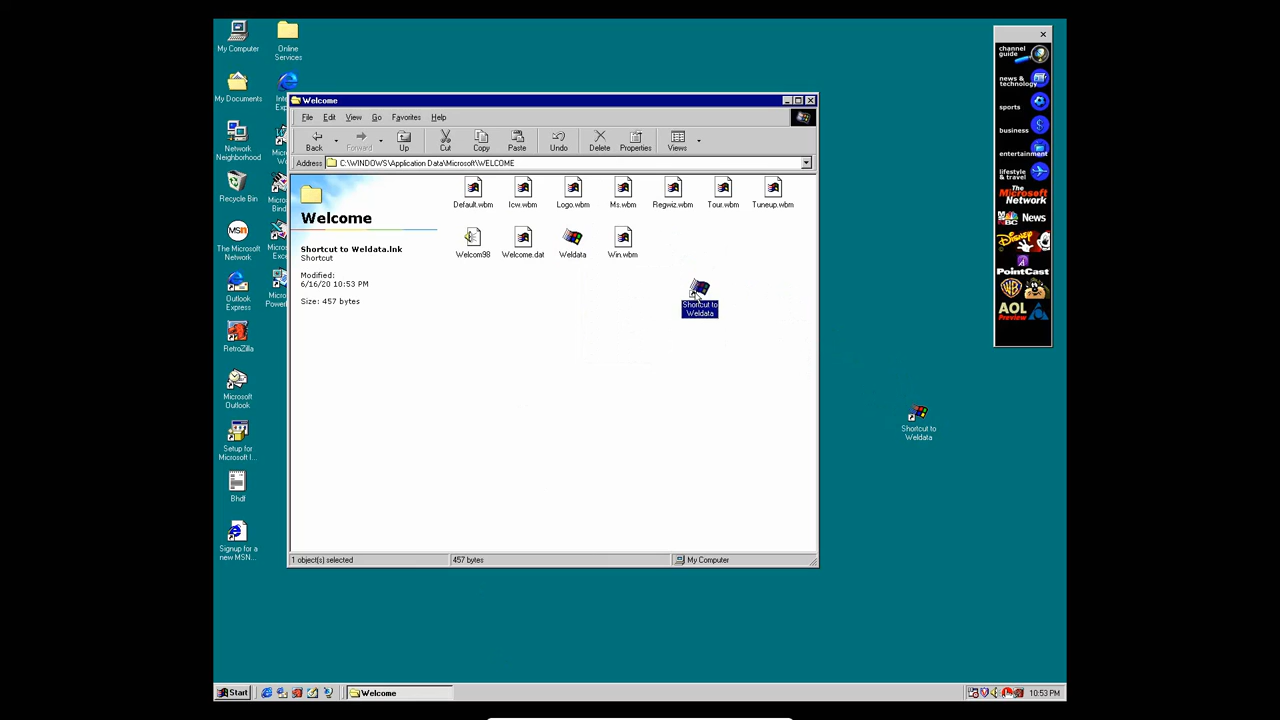 My Computer
Online
Services
My Documents
Network
Neighborhood
Recycle Bin
The Microsoft
Network
Outlook
Express
RetroZilla
Microsoft
Outlook
Setup for
Microsoft I...
Bhdf
Signup for a
new MSN...
Welcome
File Edit View Go Favorites Help
Back Forward Up Cut Copy Paste Undo Delete Properties Views
Address C:\WINDOWS\Application Data\Microsoft\WELCOME
Welcome
Shortcut to Weldata.lnk
Shortcut
Modified:
6/16/20 10:53 PM
Size: 457 bytes
Default.wbm Icw.wbm Logo.wbm Ms.wbm Regwiz.wbm Tour.wbm Tuneup.wbm
Welcom98 Welcome.dat Weldata Win.wbm
Shortcut to
Weldata
1 object(s) selected 457 bytes My Computer
channel
guide
news &
technology
sports
business
entertainment
lifestyle
& travel
The
Microsoft
Network
MSNBC News
Disney
PointCast
WB
AOL
Preview
Shortcut to
Weldata
Start Welcome 10:53 PM